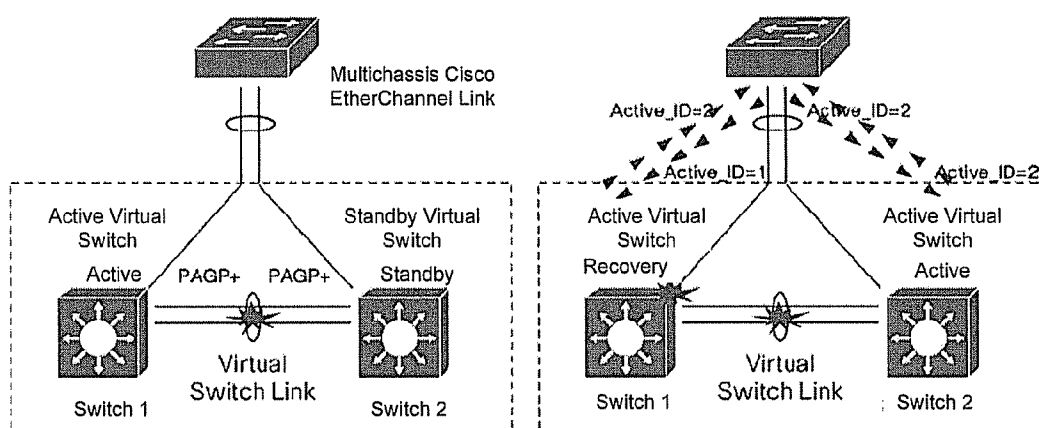 Multichassis Cisco
EtherChannel Link
Active Virtual
Switch
Standby Virtual
Switch
Active
PAGP+
PAGP+
Standby
Virtual
Switch Link
Switch 1
Switch 2
Active_ID=2
Active_ID=2
Active_ID=1
Active_ID=2
Active Virtual
Switch
Active Virtual
Switch
Recovery
Active
Virtual
Switch Link
Switch 1
Switch 2